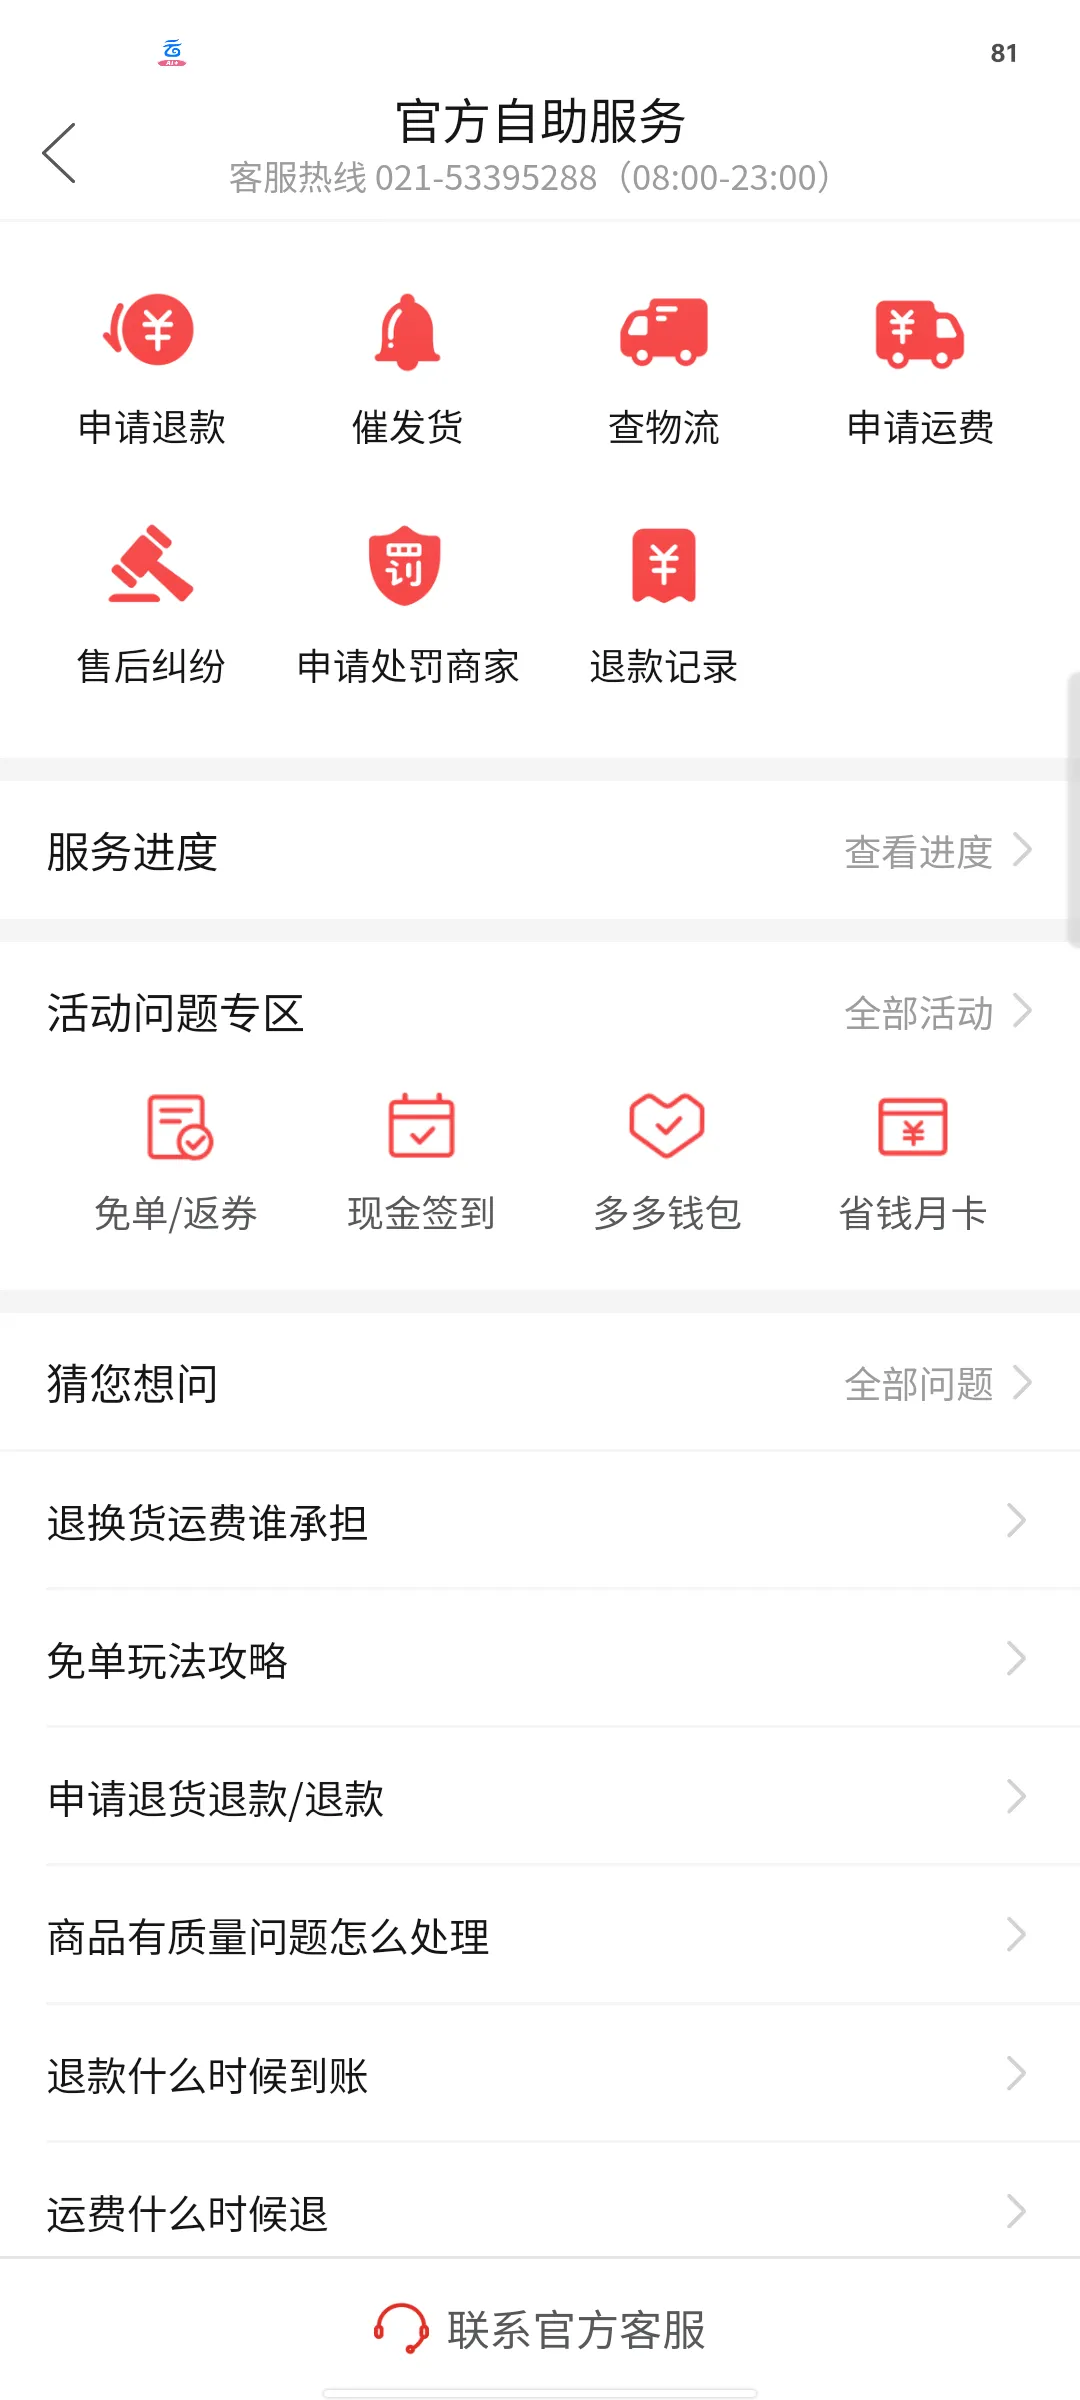 云
AI+
81
官方自助服务
客服热线 021-53395288（08:00-23:00）
申请退款
催发货
查物流
申请运费
罚
售后纠纷
申请处罚商家
退款记录
服务进度
查看进度
活动问题专区
全部活动
免单/返券
现金签到
多多钱包
省钱月卡
猜您想问
全部问题
退换货运费谁承担
免单玩法攻略
申请退货退款/退款
商品有质量问题怎么处理
退款什么时候到账
运费什么时候退
联系官方客服